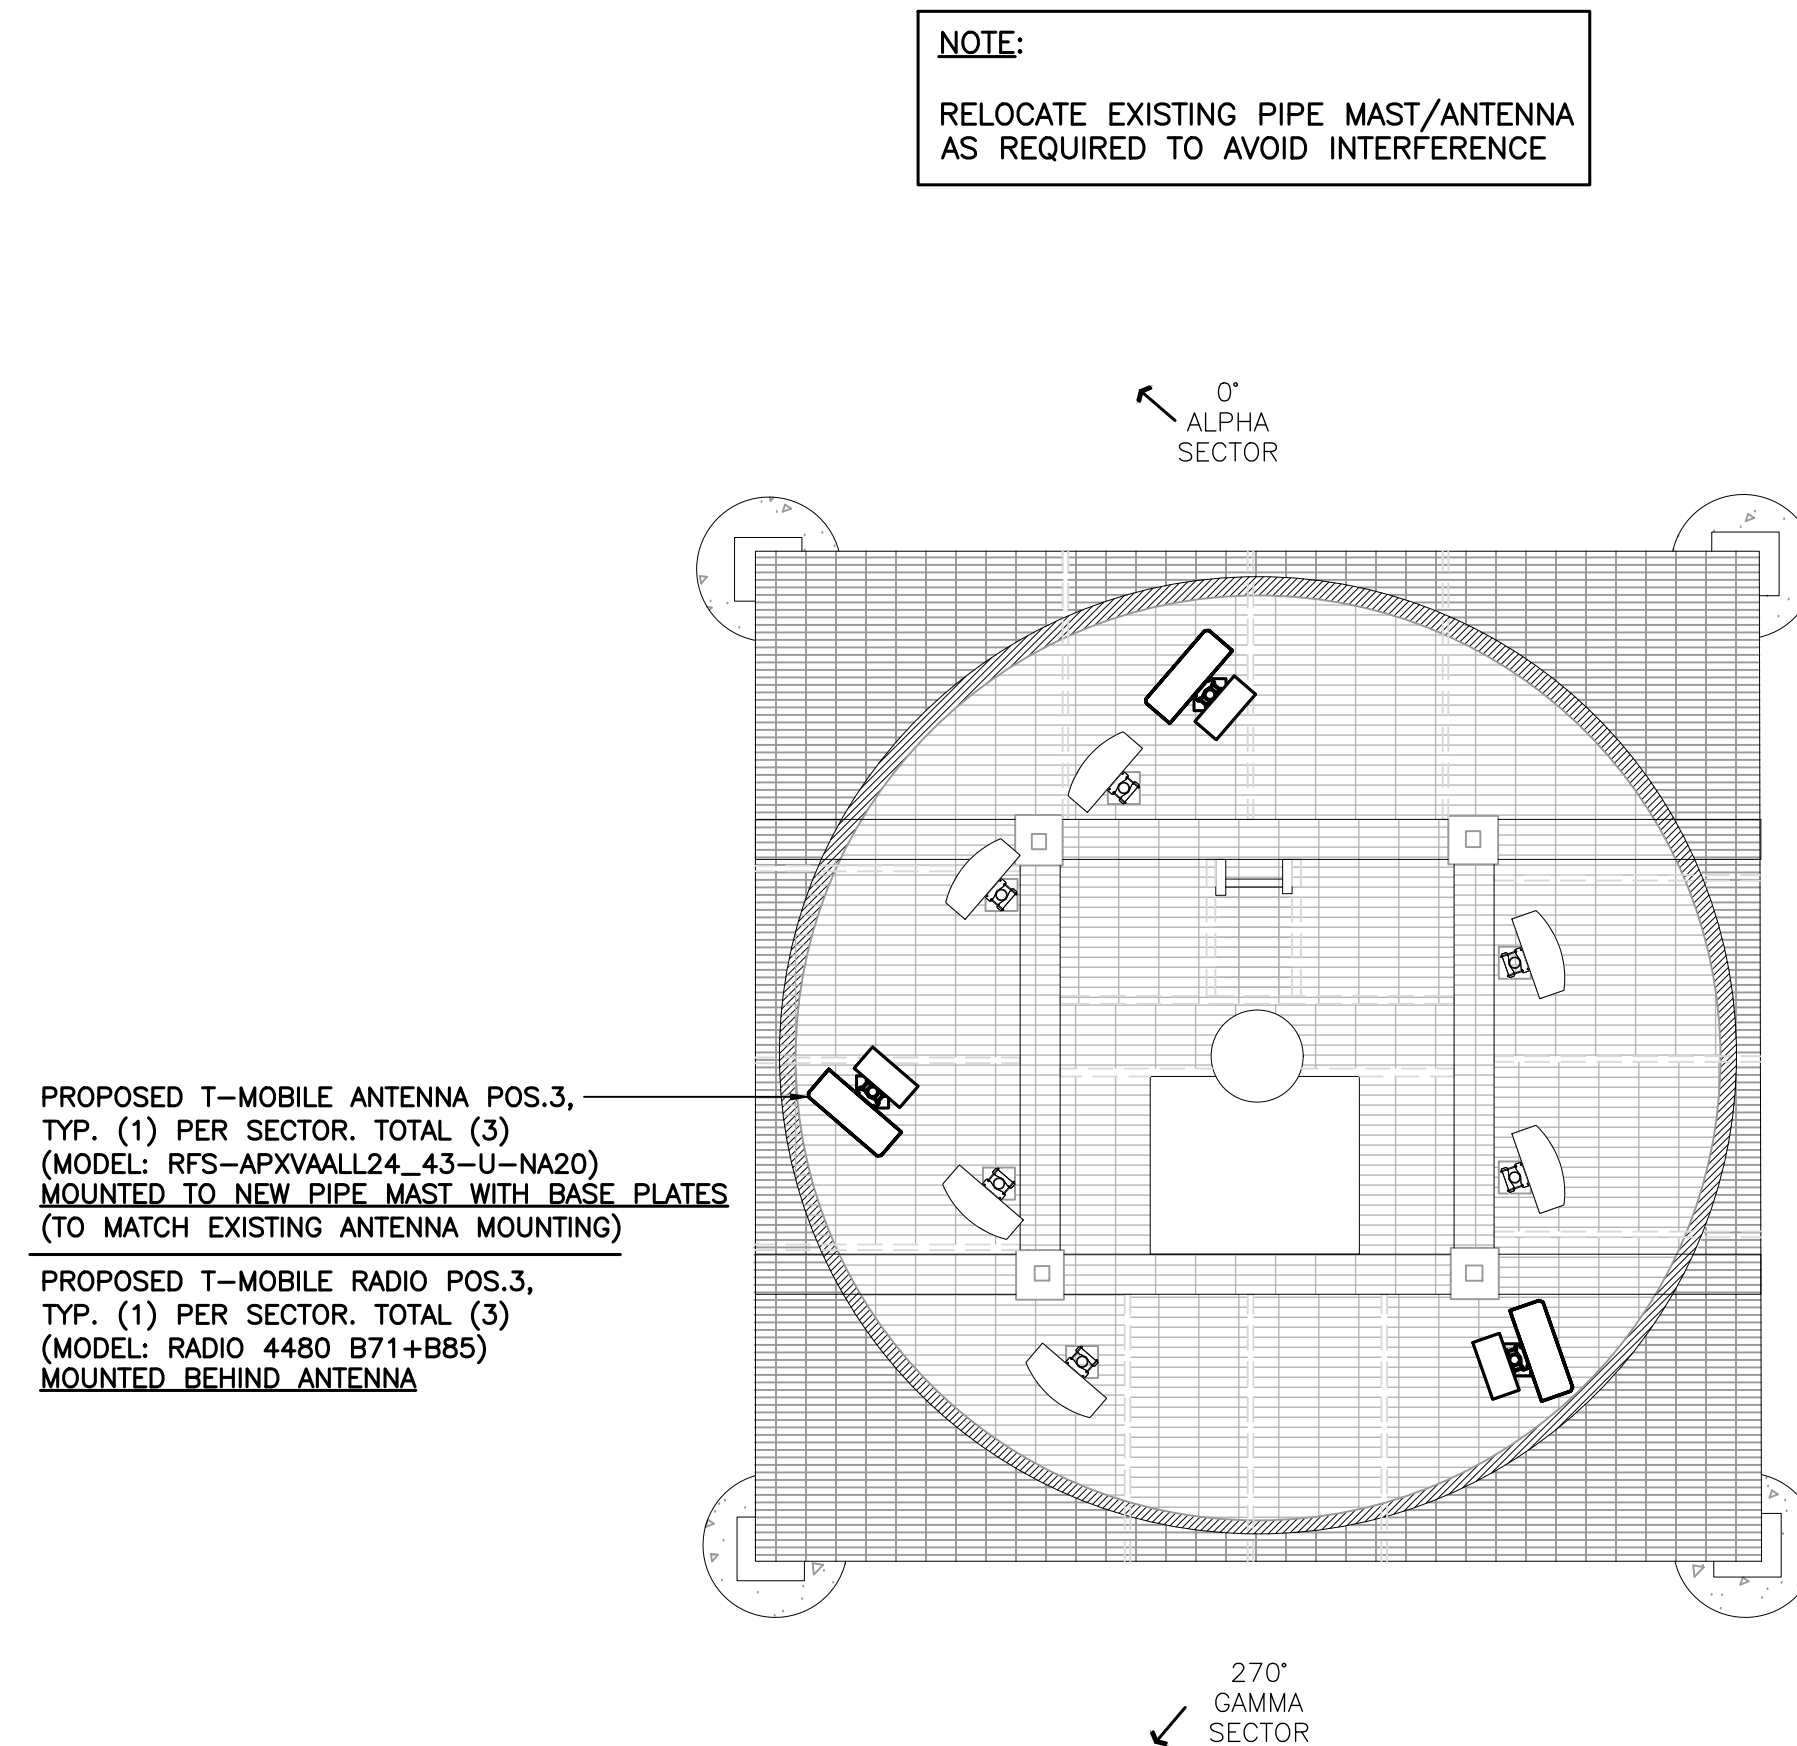 NOTE:
RELOCATE EXISTING PIPE MAST/ANTENNA
AS REQUIRED TO AVOID INTERFERENCE
0°
ALPHA
SECTOR
PROPOSED T-MOBILE ANTENNA POS.3,
TYP. (1) PER SECTOR. TOTAL (3)
(MODEL: RFS-APXVAALL24_43-U-NA20)
MOUNTED TO NEW PIPE MAST WITH BASE PLATES
(TO MATCH EXISTING ANTENNA MOUNTING)
PROPOSED T-MOBILE RADIO POS.3,
TYP. (1) PER SECTOR. TOTAL (3)
(MODEL: RADIO 4480 B71+B85)
MOUNTED BEHIND ANTENNA
270°
GAMMA
SECTOR